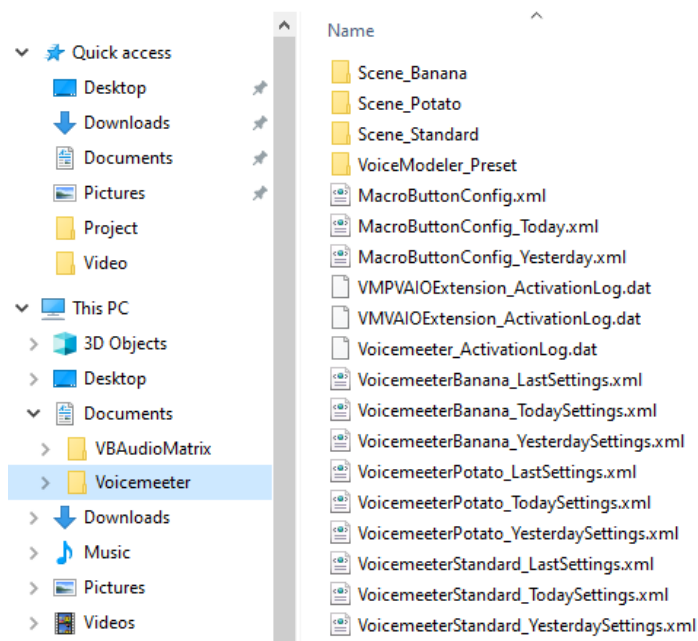 Quick access
Desktop
Downloads
Documents
Pictures
Project
Video
This PC
3D Objects
Desktop
Documents
VBAudioMatrix
Voicemeeter
Downloads
Music
Pictures
Videos
Name
Scene_Banana
Scene_Potato
Scene_Standard
VoiceModeler_Preset
MacroButtonConfig.xml
MacroButtonConfig_Today.xml
MacroButtonConfig_Yesterday.xml
VMPVAIOExtension_ActivationLog.dat
VMVAIOExtension_ActivationLog.dat
Voicemeeter_ActivationLog.dat
VoicemeeterBanana_LastSettings.xml
VoicemeeterBanana_TodaySettings.xml
VoicemeeterBanana_YesterdaySettings.xml
VoicemeeterPotato_LastSettings.xml
VoicemeeterPotato_TodaySettings.xml
VoicemeeterPotato_YesterdaySettings.xml
VoicemeeterStandard_LastSettings.xml
VoicemeeterStandard_TodaySettings.xml
VoicemeeterStandard_YesterdaySettings.xml